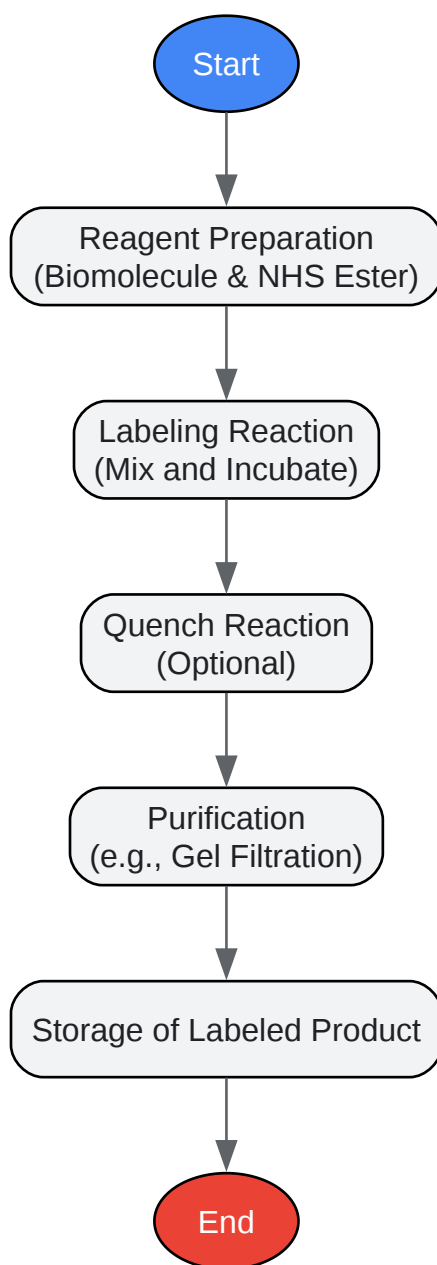 Start
Reagent Preparation
(Biomolecule & NHS Ester)
Labeling Reaction
(Mix and Incubate)
Quench Reaction
(Optional)
Purification
(e.g., Gel Filtration)
Storage of Labeled Product
End